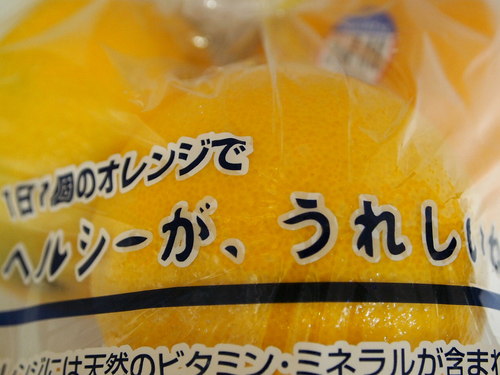 1日1個のオレンジで
ヘルシーが、うれしい
レンジには天然のビタミン・ミネラルが含まれ